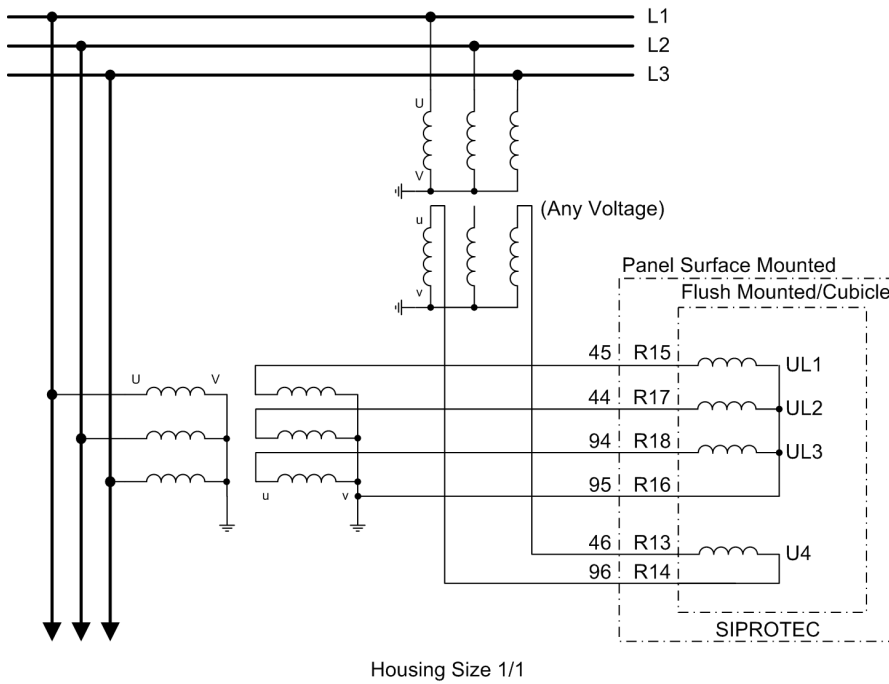 L1
L2
L3
U
V
u
(Any Voltage)
v
Panel Surface Mounted
Flush Mounted/Cubicle
45 R15 UL1
U V
44 R17 UL2
94 R18 UL3
u v
95 R16
46 R13 U4
96 R14
SIPROTEC
Housing Size 1/1